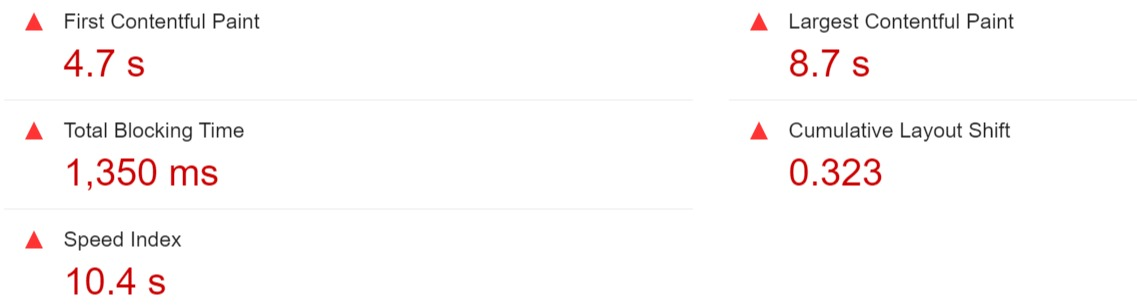 First Contentful Paint
4.7 s
Largest Contentful Paint
8.7 s
Total Blocking Time
1,350 ms
Cumulative Layout Shift
0.323
Speed Index
10.4 s